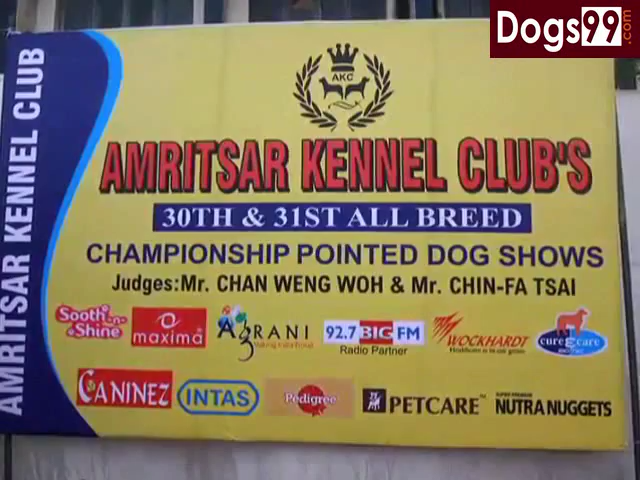 Dogs99.com
AMRITSAR KENNEL CLUB
AKC
AMRITSAR KENNEL CLUB'S
30TH & 31ST ALL BREED
CHAMPIONSHIP POINTED DOG SHOWS
Judges:Mr. CHAN WENG WOH & Mr. CHIN-FA TSAI
Sooth n Shine
maxima
AgRANI
92.7 BIG FM
Radio Partner
WOCKHARDT
cure & care
CANINEZ
INTAS
Pedigree
PETCARE
NUTRA NUGGETS